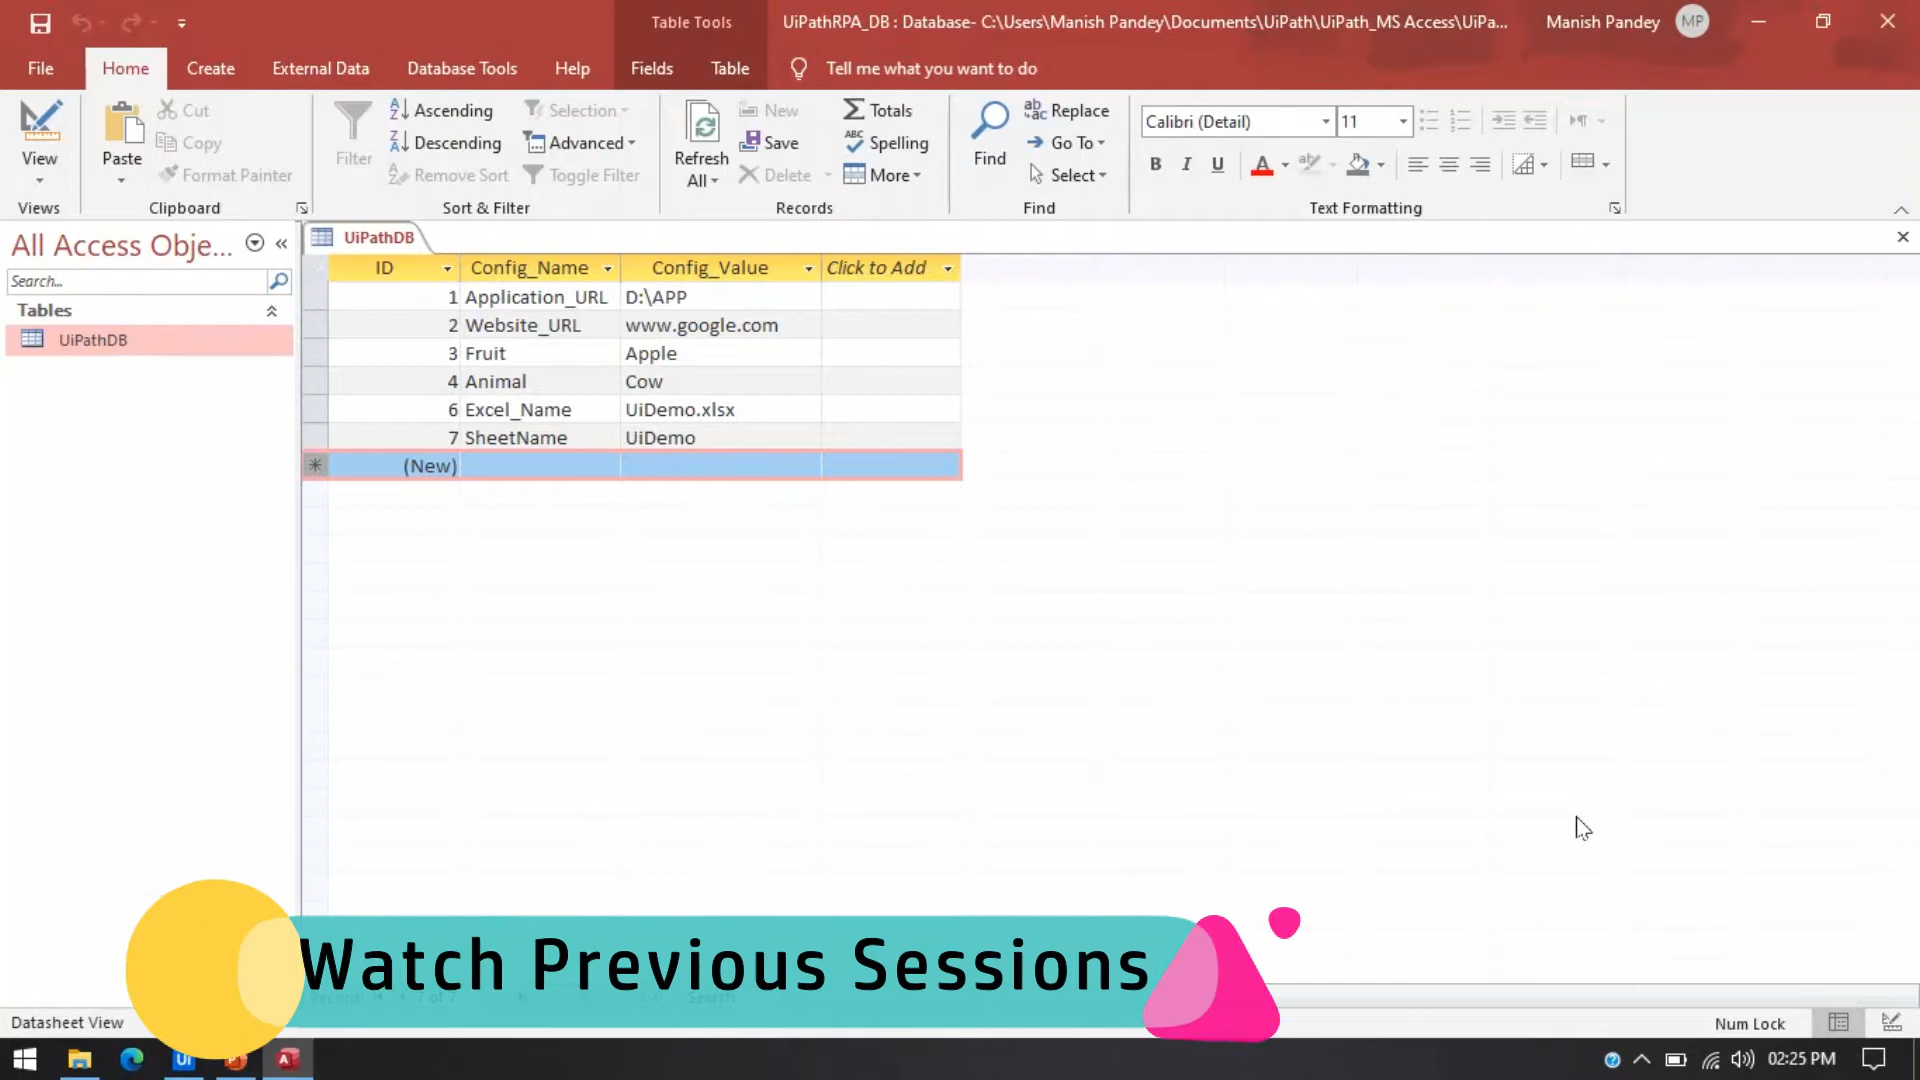 Table Tools
UiPathRPA_DB : Database- C:\Users\Manish Pandey\Documents\UiPath\UiPath_MS Access\UiPa...
Manish Pandey
MP
File
Home
Create
External Data
Database Tools
Help
Fields
Table
Tell me what you want to do
View
Views
Paste
Cut
Copy
Format Painter
Clipboard
Filter
Ascending
Descending
Remove Sort
Selection
Advanced
Toggle Filter
Sort & Filter
Refresh All
New
Save
Delete
Totals
Spelling
More
Records
Find
Replace
Go To
Select
Find
Calibri (Detail)
11
B I U
Text Formatting
All Access Obje...
Search...
Tables
UiPathDB
UiPathDB
ID Config_Name Config_Value Click to Add
1 Application_URL D:\APP
2 Website_URL www.google.com
3 Fruit Apple
4 Animal Cow
6 Excel_Name UiDemo.xlsx
7 SheetName UiDemo
(New)
Watch Previous Sessions
Datasheet View
Num Lock
02:25 PM